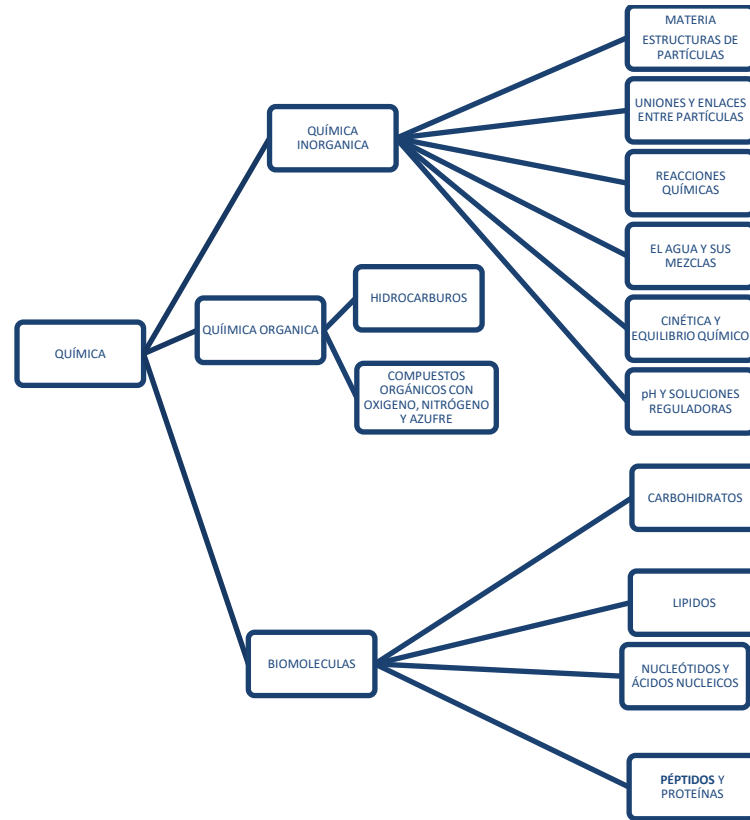 MATERIA
ESTRUCTURAS DE
PARTÍCULAS
UNIONES Y ENLACES
ENTRE PARTÍCULAS
QUÍMICA
INORGANICA
REACCIONES
QUÍMICAS
EL AGUA Y SUS
MEZCLAS
HIDROCARBUROS
CINÉTICA Y
EQUILIBRIO QUÍMICO
QUÍIMICA ORGANICA
QUÍMICA
COMPUESTOS
ORGÁNICOS CON
OXIGENO, NITRÓGENO
Y AZUFRE
pH Y SOLUCIONES
REGULADORAS
CARBOHIDRATOS
LIPIDOS
BIOMOLECULAS
NUCLEÓTIDOS Y
ÁCIDOS NUCLEICOS
PÉPTIDOS Y
PROTEÍNAS